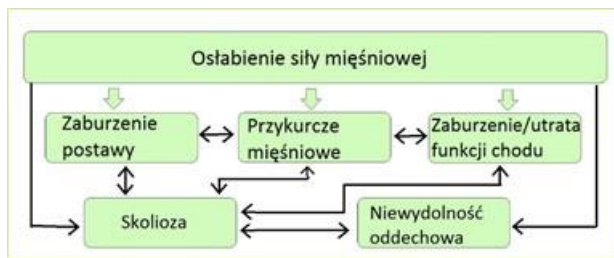 Osłabienie siły mięśniowej
Zaburzenie
postawy
Przykurcze
mięśniowe
Zaburzenie/utrata
funkcji chodu
Skolioza
Niewydolność
oddechowa